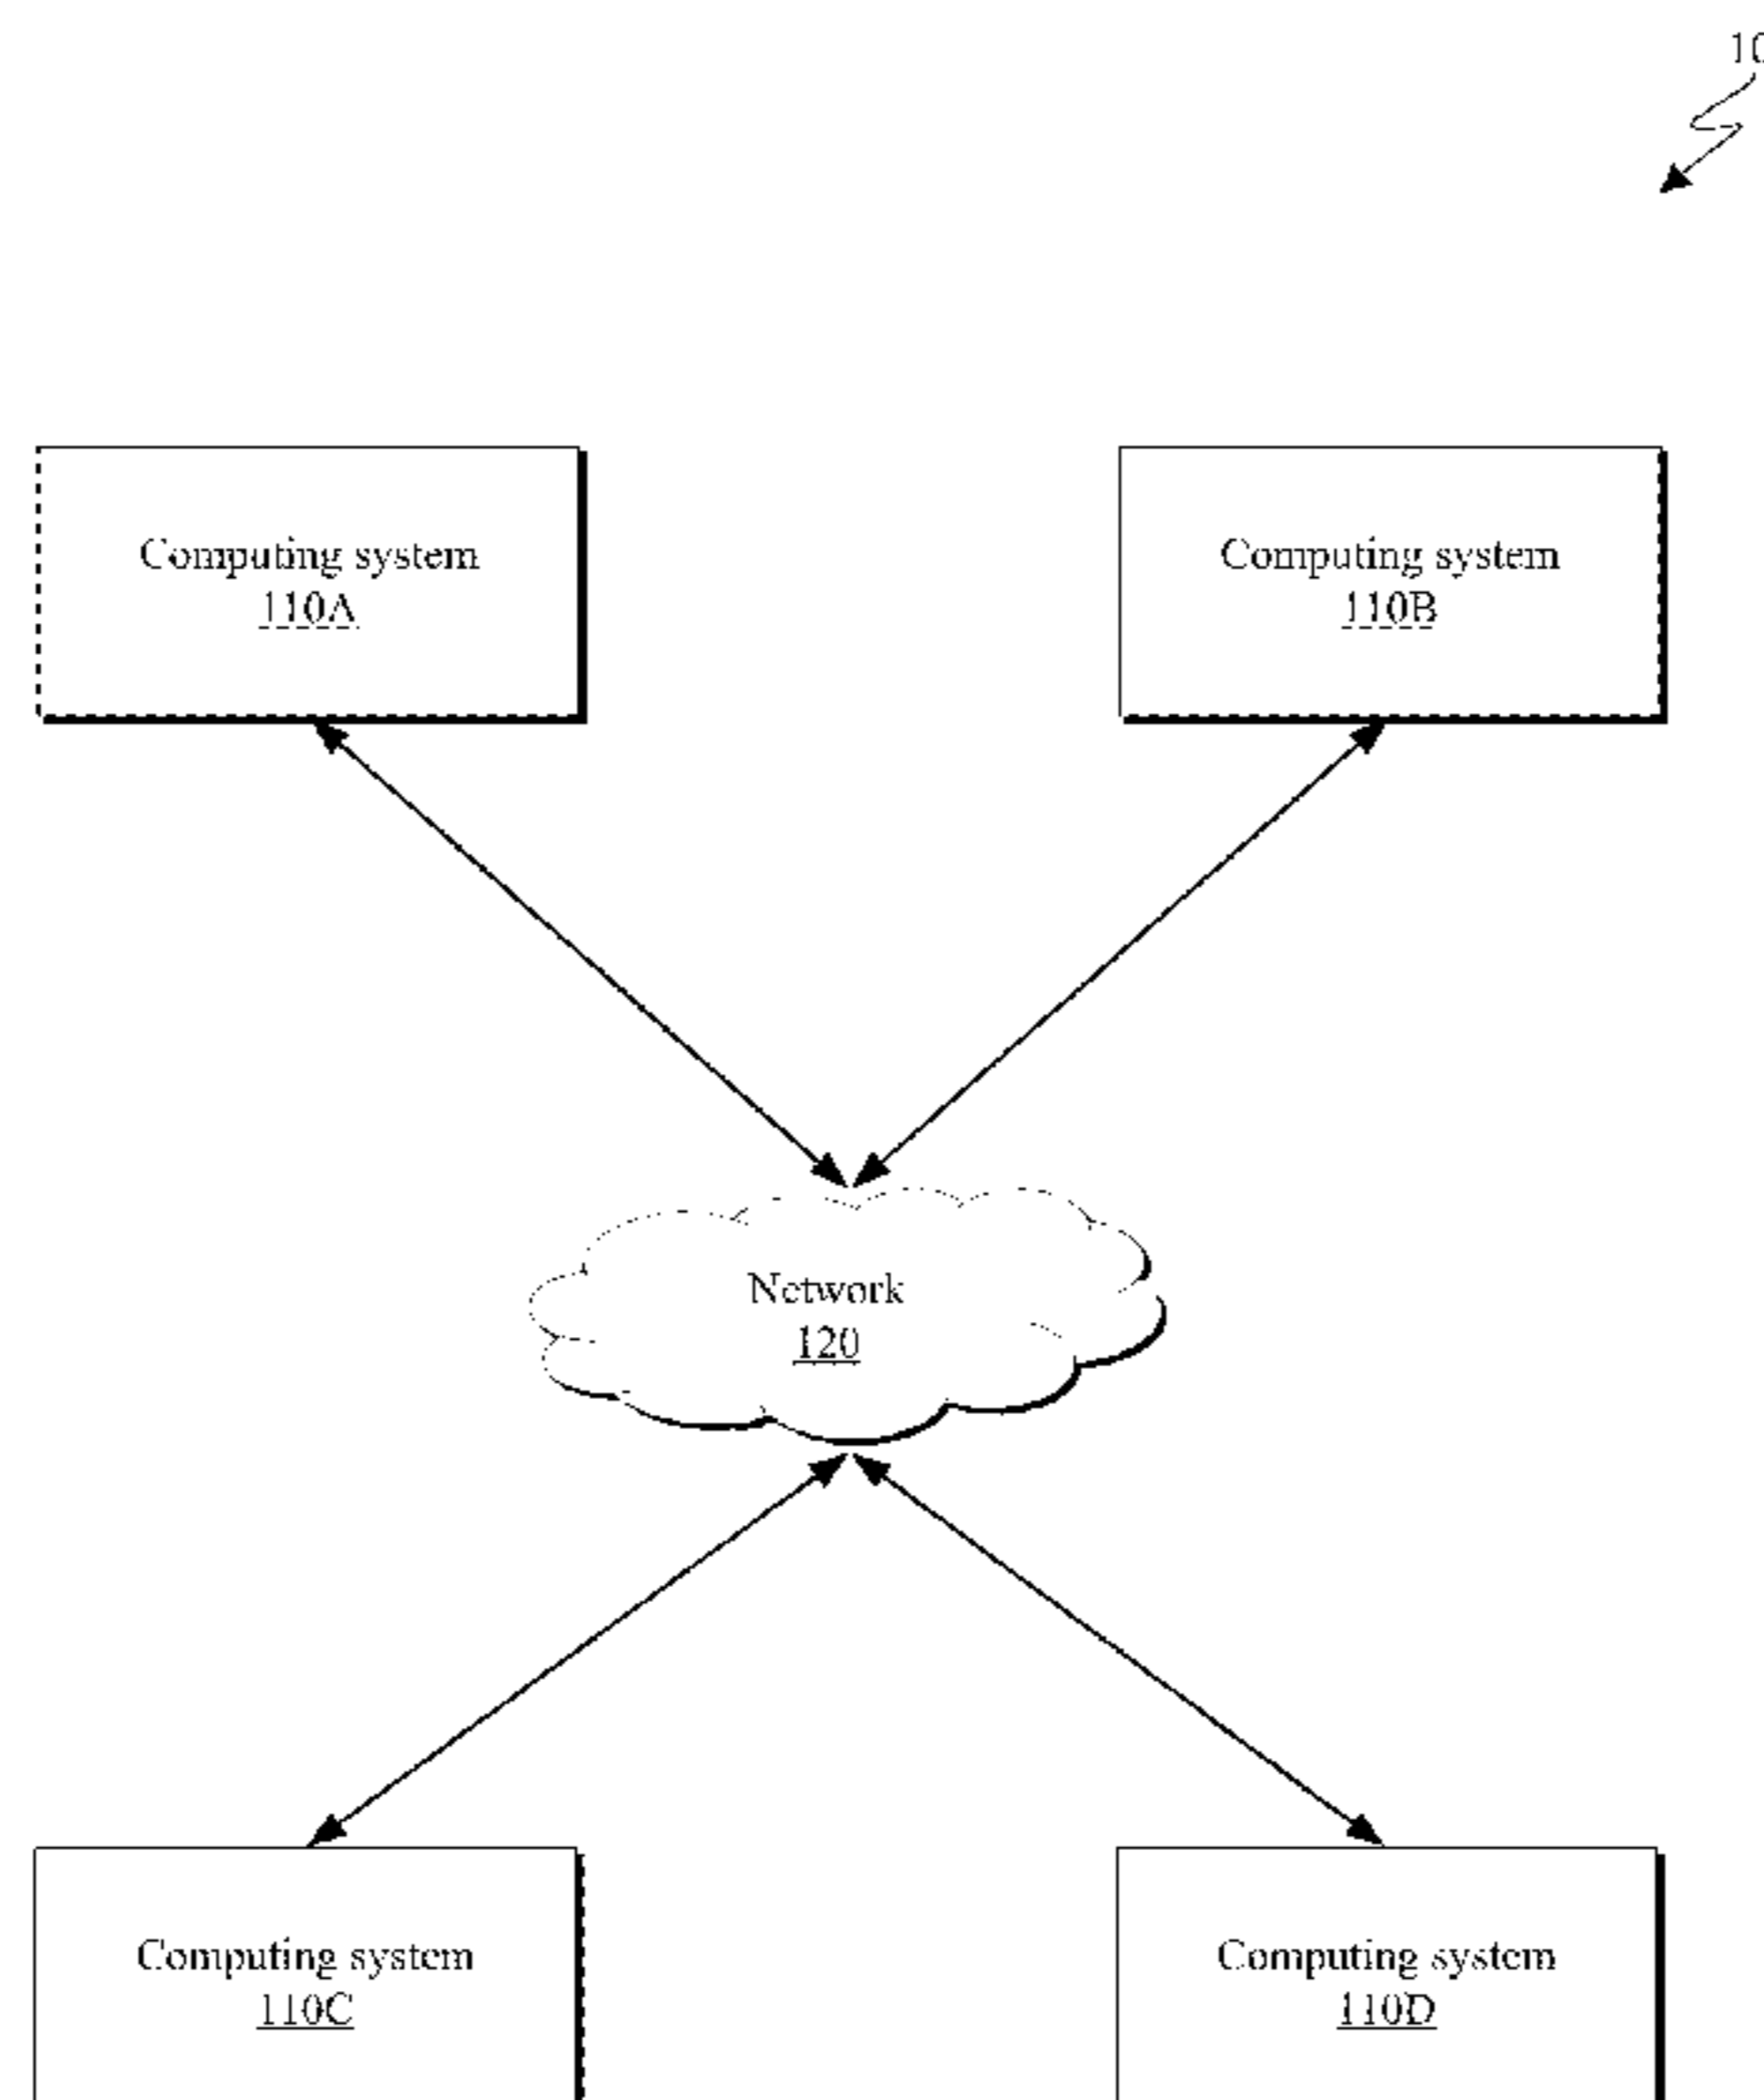 Computing system
110A
Computing system
110B
Network
120
Computing system
110C
Computing system
110D